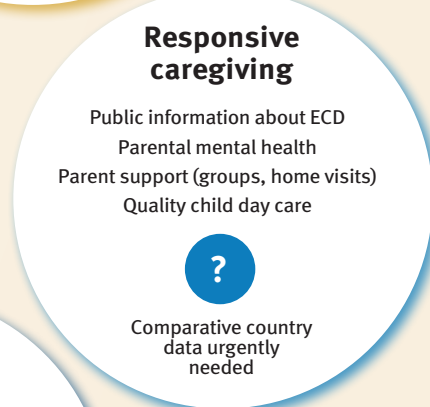 Responsive
caregiving
Public information about ECD
Parental mental health
Parent support (groups, home visits)
Quality child day care
?
Comparative country
data urgently
needed